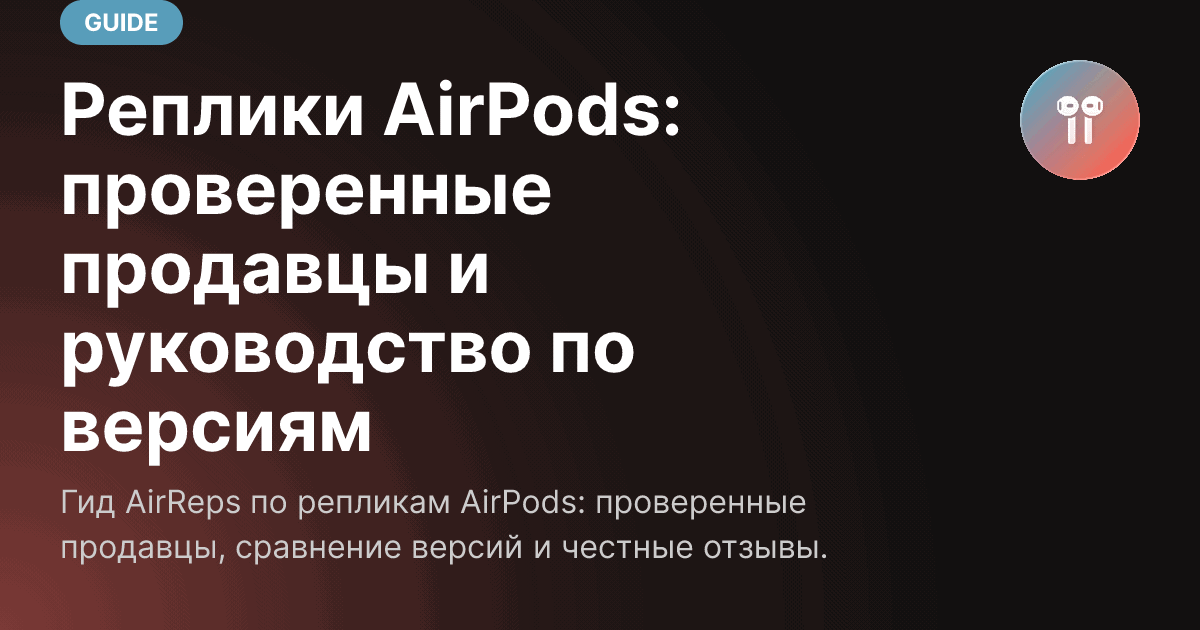 GUIDE
Реплики AirPods:
проверенные
продавцы и
руководство по
версиям
Гид AirReps по репликам AirPods: проверенные
продавцы, сравнение версий и честные отзывы.